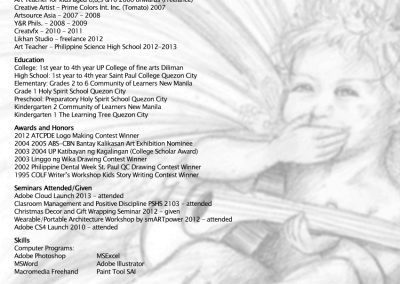 Creative Artist - Prime Colors Int. Inc. (Tomato) 2007
Artsource Asia - 2007 - 2008
Y&R Phils. - 2008 - 2009
Creatvfx - 2010 - 2011
Likhan Studio - freelance 2012
Art Teacher - Philippine Science High School 2012-2013
Education
College: 1st year to 4th year UP College of fine arts Diliman
High School: 1st year to 4th year Saint Paul College Quezon City
Elementary: Grades 2 to 6 Community of Learners New Manila
Grade 1 Holy Spirit School Quezon City
Preschool: Preparatory Holy Spirit School Quezon City
Kindergarten 2 Community of Learners New Manila
Kindergarten 1 The Learning Tree Quezon City
Awards and Honors
2012 ATCPDE Logo Making Contest Winner
2004 2005 ABS-CBN Bantay Kalikasan Art Exhibition Nominee
2003 2004 UP Katibayan ng Kagalingan (College Scholar Award)
2003 Linggo ng Wika Drawing Contest Winner
2002 Philippine Dental Week St. Paul QC Drawing Contest Winner
1995 COLF Writer's Workshop Kids Story Writing Contest Winner
Seminars Attended/Given
Adobe Cloud Launch 2013 - attended
Clasroom Management and Positive Discipline PSHS 2103 - attended
Christmas Decor and Gift Wrapping Seminar 2012 - given
Wearable/Portable Architecture Workshop by smARTpower 2012 - attended
Adobe CS4 Launch 2010 - attended
Skills
Computer Programs:
Adobe Photoshop MSExcel
MSWord Adobe Illustrator
Macromedia Freehand Paint Tool SAI